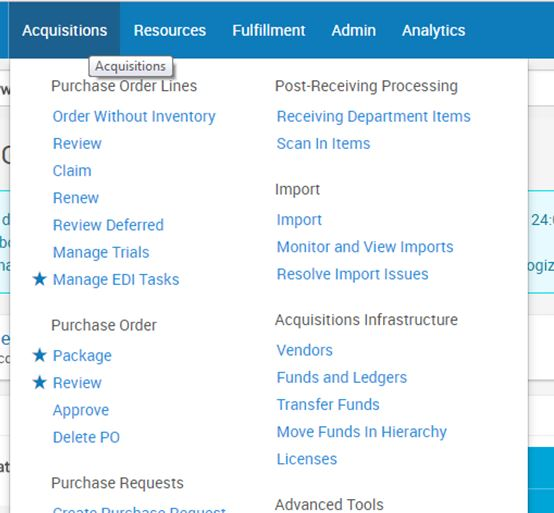 Acquisitions Resources Fulfillment Admin Analytics
Acquisitions
Purchase Order Lines
Order Without Inventory
Review
Claim
Renew
Review Deferred
Manage Trials
★ Manage EDI Tasks
Purchase Order
★ Package
★ Review
Approve
Delete PO
Purchase Requests
Create Purchase Request
Post-Receiving Processing
Receiving Department Items
Scan In Items
Import
Import
Monitor and View Imports
Resolve Import Issues
Acquisitions Infrastructure
Vendors
Funds and Ledgers
Transfer Funds
Move Funds In Hierarchy
Licenses
Advanced Tools